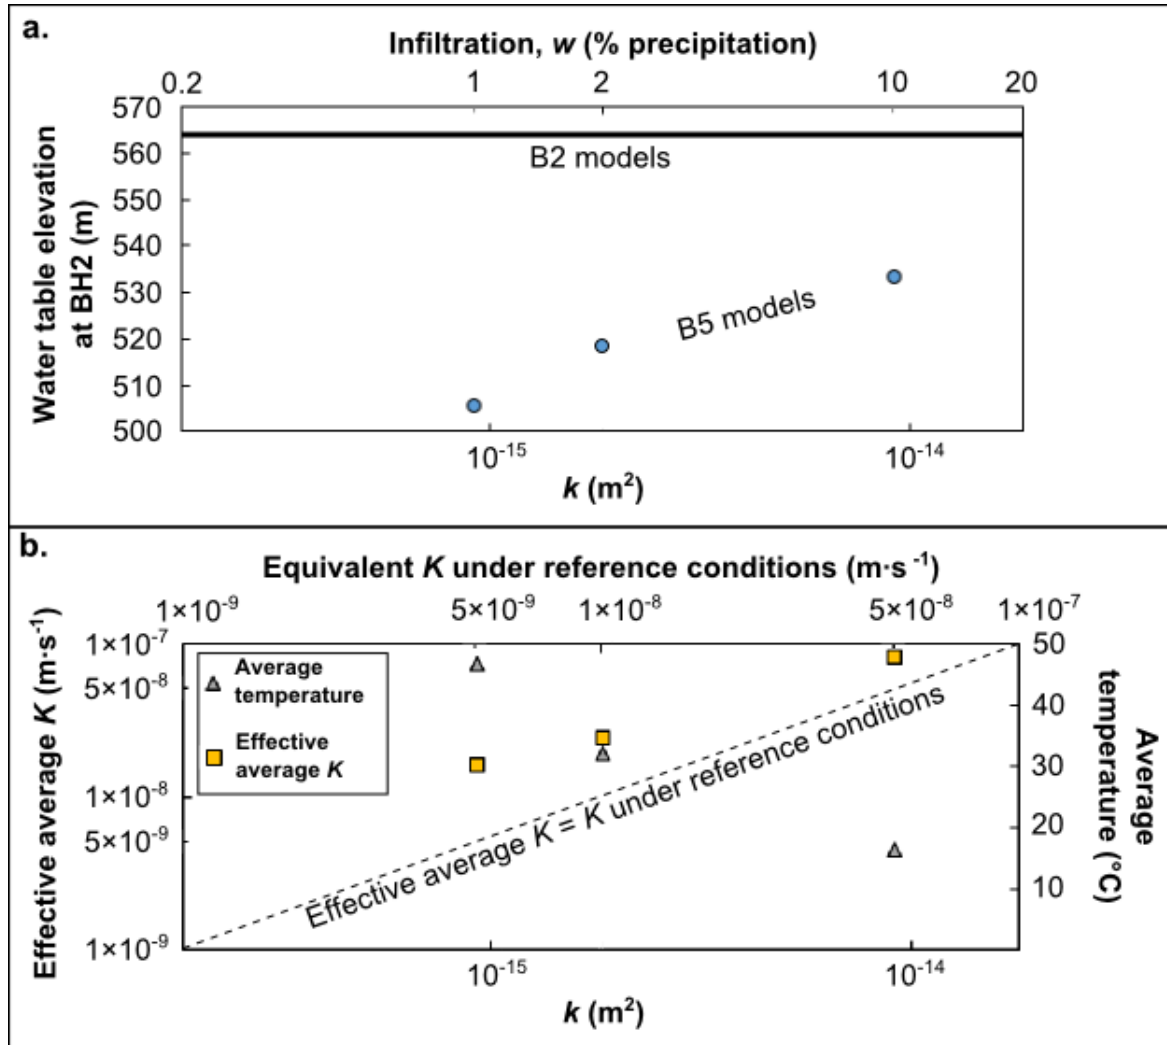 a.
Infiltration, w (% precipitation)
0.2 1 2 10 20
Water table elevation
at BH2 (m)
570
560
550
540
530
520
510
500
B2 models
B5 models
10⁻¹⁵ 10⁻¹⁴
k (m²)
b.
Equivalent K under reference conditions (m·s ⁻¹)
1×10⁻⁹ 5×10⁻⁹ 1×10⁻⁸ 5×10⁻⁸ 1×10⁻⁷
Effective average K (m·s⁻¹)
1×10⁻⁷
5×10⁻⁸
1×10⁻⁸
5×10⁻⁹
1×10⁻⁹
Average
temperature
Effective
average K
Effective average K = K under reference conditions
50
40
30
20
10
Average
temperature (°C)
10⁻¹⁵ 10⁻¹⁴
k (m²)